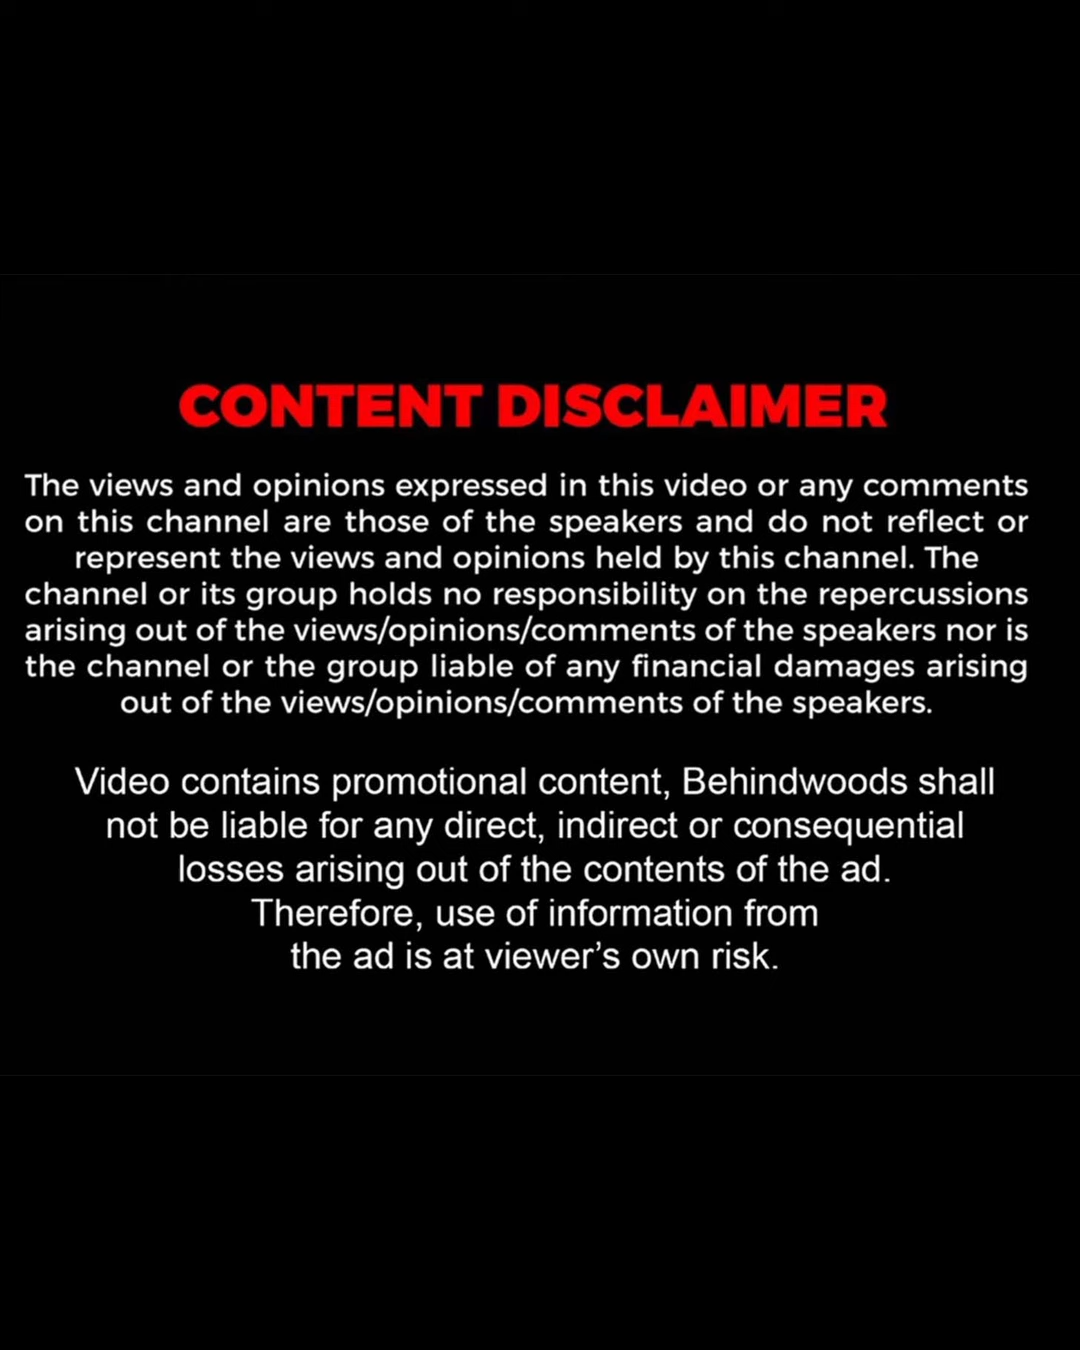 CONTENT DISCLAIMER
The views and opinions expressed in this video or any comments
on this channel are those of the speakers and do not reflect or
represent the views and opinions held by this channel. The
channel or its group holds no responsibility on the repercussions
arising out of the views/opinions/comments of the speakers nor is
the channel or the group liable of any financial damages arising
out of the views/opinions/comments of the speakers.
Video contains promotional content, Behindwoods shall
not be liable for any direct, indirect or consequential
losses arising out of the contents of the ad.
Therefore, use of information from
the ad is at viewer’s own risk.